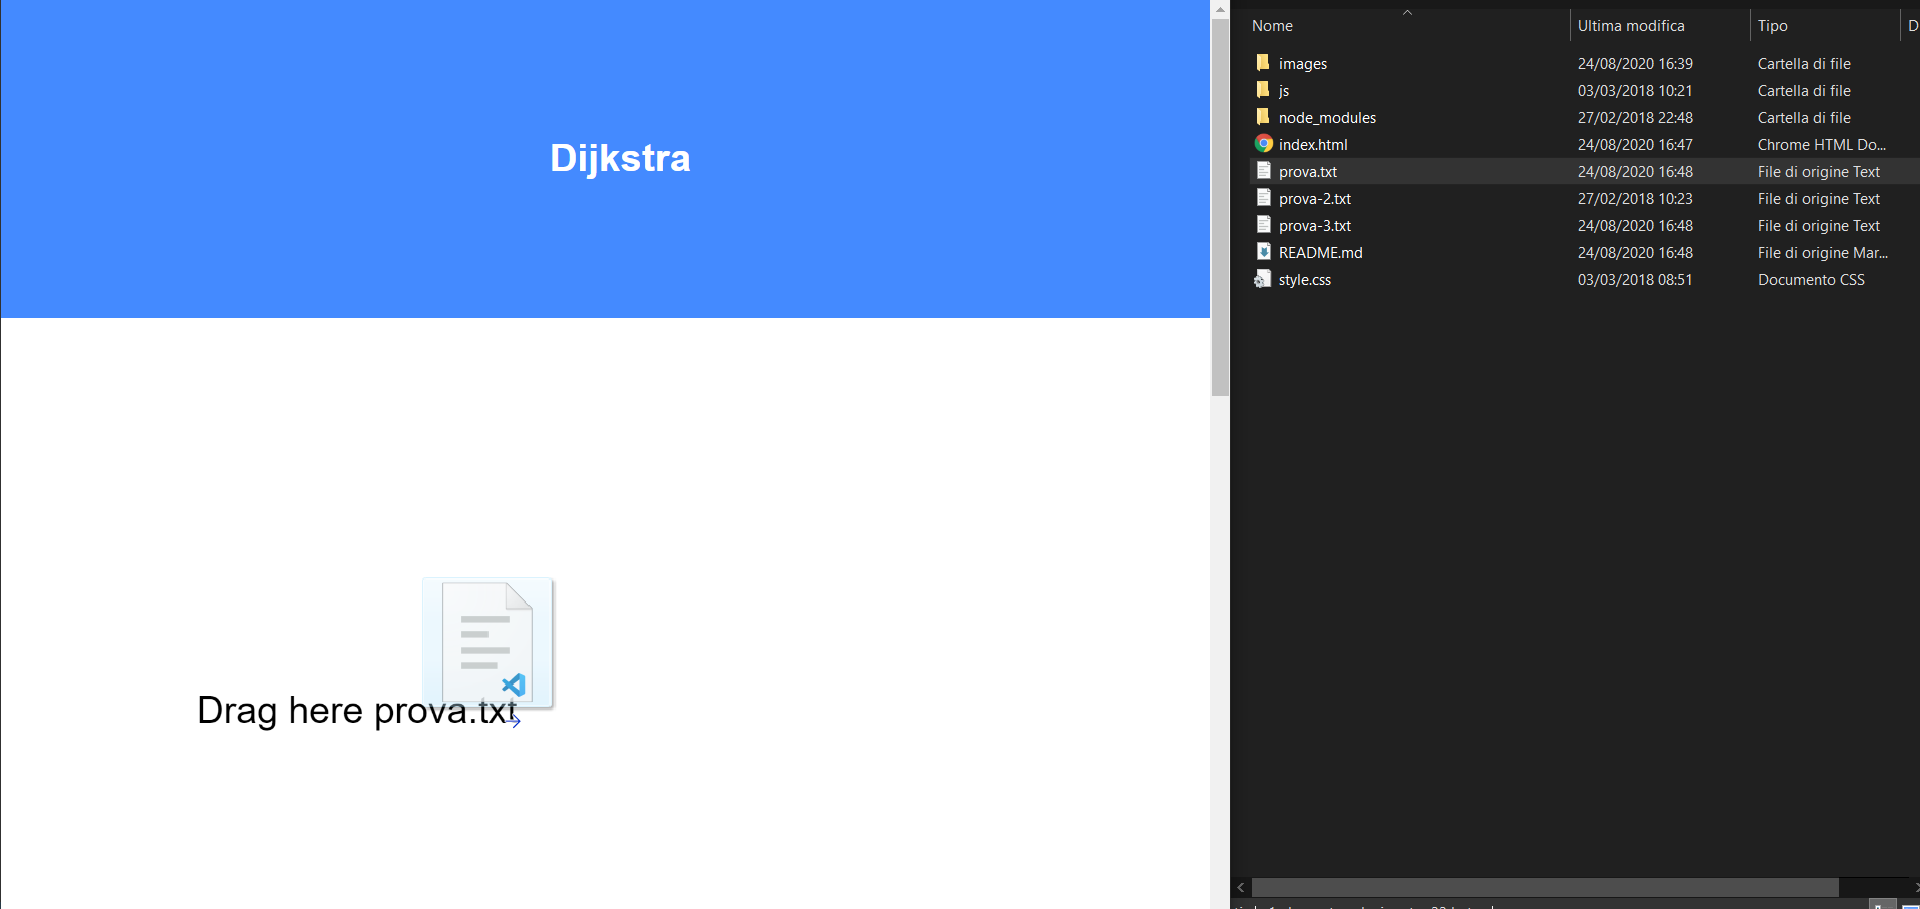 Dijkstra
Drag here prova.txt
Nome Ultima modifica Tipo D
images 24/08/2020 16:39 Cartella di file
js 03/03/2018 10:21 Cartella di file
node_modules 27/02/2018 22:48 Cartella di file
index.html 24/08/2020 16:47 Chrome HTML Do...
prova.txt 24/08/2020 16:48 File di origine Text
prova-2.txt 27/02/2018 10:23 File di origine Text
prova-3.txt 24/08/2020 16:48 File di origine Text
README.md 24/08/2020 16:48 File di origine Mar...
style.css 03/03/2018 08:51 Documento CSS